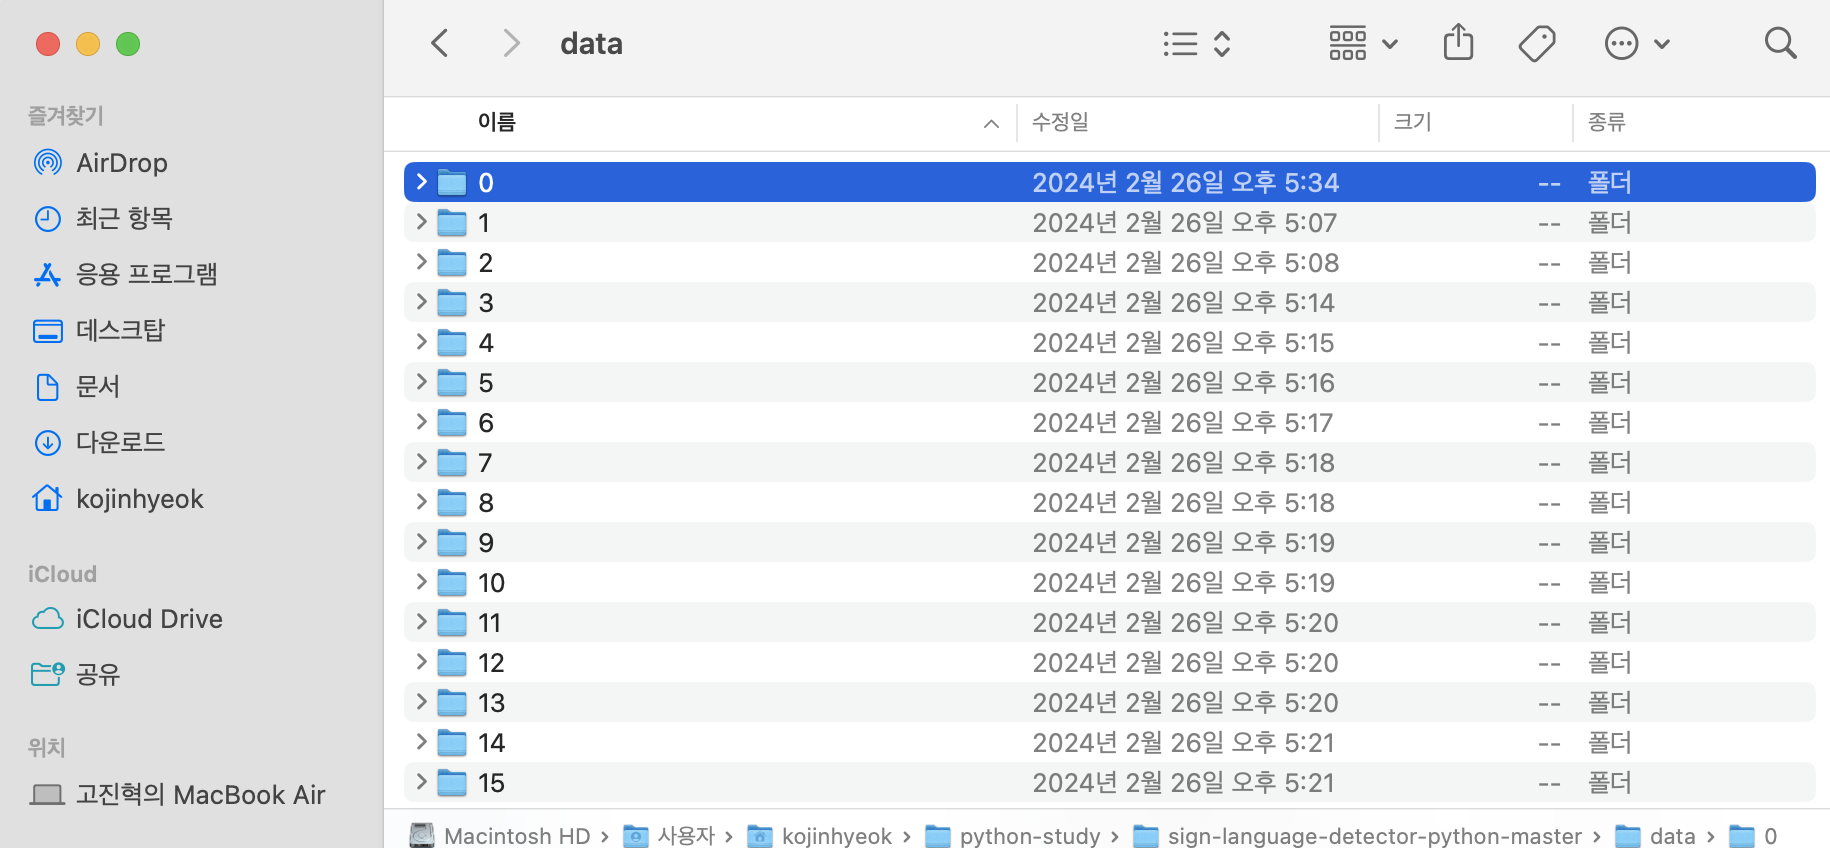 data
즐겨찾기
AirDrop
최근 항목
응용 프로그램
데스크탑
문서
다운로드
kojinhyeok
iCloud
iCloud Drive
공유
위치
고진혁의 MacBook Air
이름 수정일 크기 종류
0 2024년 2월 26일 오후 5:34 -- 폴더
1 2024년 2월 26일 오후 5:07 -- 폴더
2 2024년 2월 26일 오후 5:08 -- 폴더
3 2024년 2월 26일 오후 5:14 -- 폴더
4 2024년 2월 26일 오후 5:15 -- 폴더
5 2024년 2월 26일 오후 5:16 -- 폴더
6 2024년 2월 26일 오후 5:17 -- 폴더
7 2024년 2월 26일 오후 5:18 -- 폴더
8 2024년 2월 26일 오후 5:18 -- 폴더
9 2024년 2월 26일 오후 5:19 -- 폴더
10 2024년 2월 26일 오후 5:19 -- 폴더
11 2024년 2월 26일 오후 5:20 -- 폴더
12 2024년 2월 26일 오후 5:20 -- 폴더
13 2024년 2월 26일 오후 5:20 -- 폴더
14 2024년 2월 26일 오후 5:21 -- 폴더
15 2024년 2월 26일 오후 5:21 -- 폴더
Macintosh HD › 사용자 › kojinhyeok › python-study › sign-language-detector-python-master › data › 0